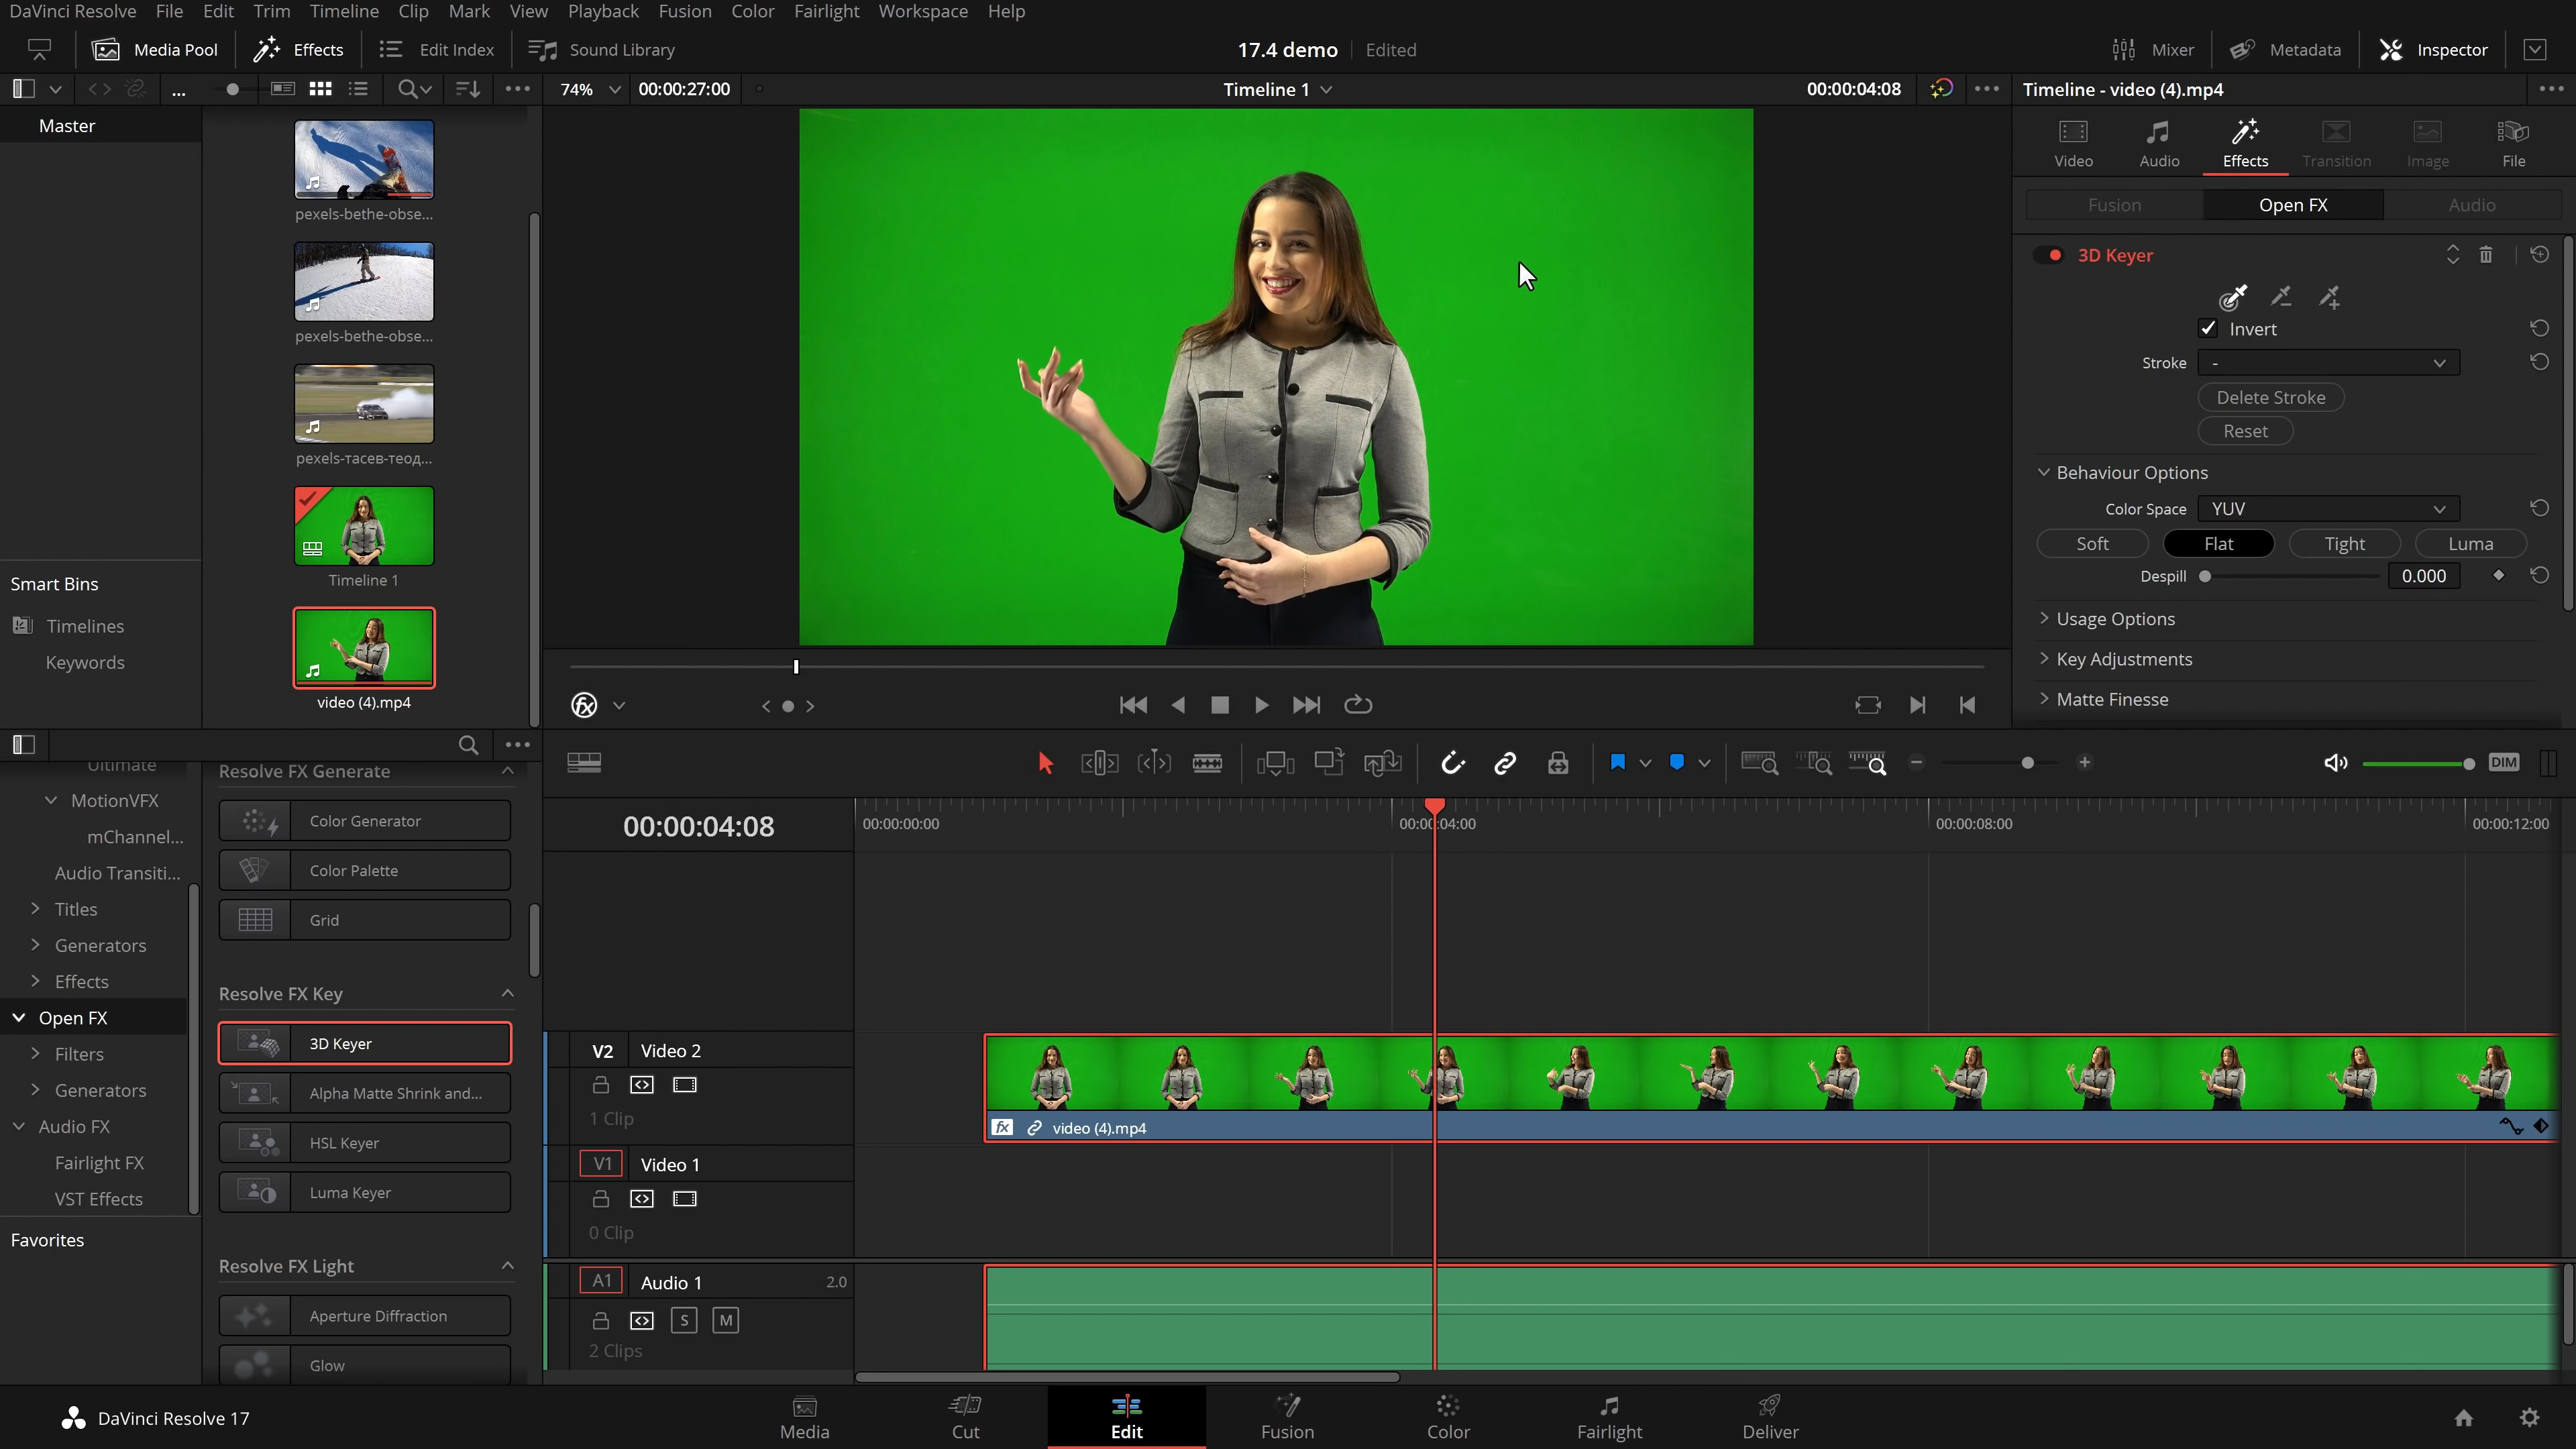 DaVinci Resolve File Edit Trim Timeline Clip Mark View Playback Fusion Color Fairlight Workspace Help
Media Pool Effects Edit Index Sound Library 17.4 demo Edited Mixer Metadata Inspector
... 74% 00:00:27:00 Timeline 1 00:00:04:08 Timeline - video (4).mp4
Master
pexels-bethe-obse...
pexels-bethe-obse...
pexels-тасев-теод...
Timeline 1
video (4).mp4
Smart Bins
Timelines
Keywords
Video Audio Effects Transition Image File
Fusion Open FX Audio
3D Keyer
Invert
Stroke -
Delete Stroke
Reset
Behaviour Options
Color Space YUV
Soft Flat Tight Luma
Despill 0.000
Usage Options
Key Adjustments
Matte Finesse
fx
DIM
Ultimate
MotionVFX
mChannel...
Audio Transiti...
Titles
Generators
Effects
Open FX
Filters
Generators
Audio FX
Fairlight FX
VST Effects
Favorites
Resolve FX Generate
Color Generator
Color Palette
Grid
Resolve FX Key
3D Keyer
Alpha Matte Shrink and...
HSL Keyer
Luma Keyer
Resolve FX Light
Aperture Diffraction
Glow
00:00:04:08
00:00:00:00 00:00:04:00 00:00:08:00 00:00:12:00
V2 Video 2
1 Clip
fx video (4).mp4
V1 Video 1
0 Clip
A1 Audio 1 2.0
S M
2 Clips
DaVinci Resolve 17
Media Cut Edit Fusion Color Fairlight Deliver